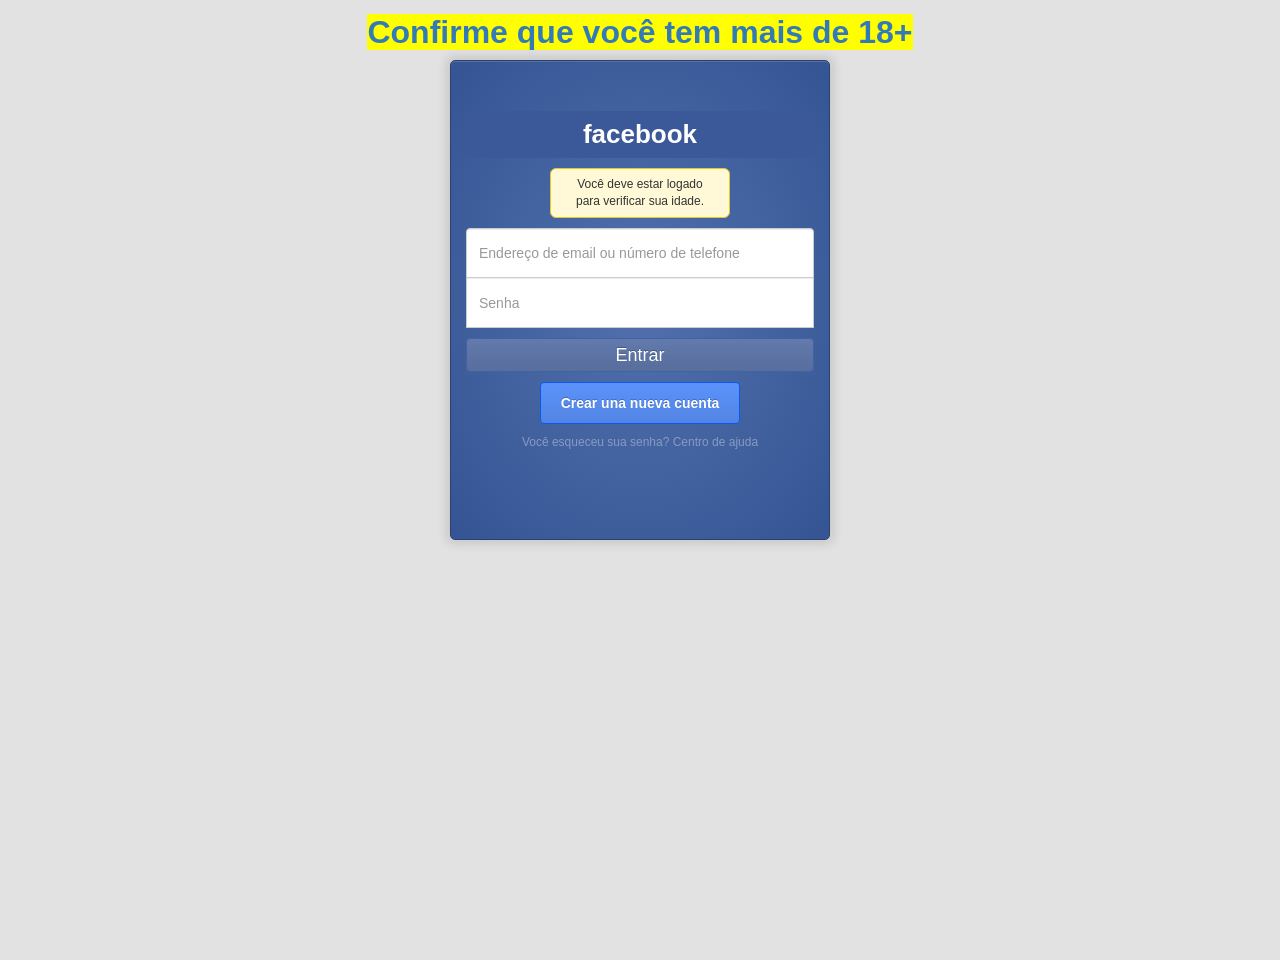 Confirme que você tem mais de 18+
facebook
Você deve estar logado
para verificar sua idade.
Endereço de email ou número de telefone
Senha
Entrar
Crear una nueva cuenta
Você esqueceu sua senha? Centro de ajuda